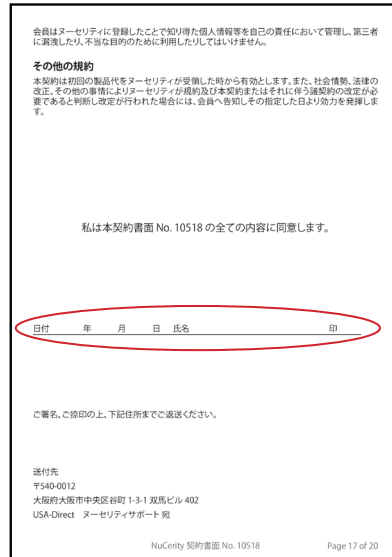 会員はヌーセリティに登録したことで知り得た個人情報等を自己の責任において管理し、第三者
に漏洩したり、不当な目的のために利用したりしてはいけません。
その他の規約
本契約は初回の製品代をヌーセリティが受領した時から有効とします。また、社会情勢、法律の
改正、その他の事情によりヌーセリティが規約及び本契約またはそれに伴う諸契約の改定が必
要であると判断し改定が行われた場合には、会員へ告知しその指定した日より効力を発揮しま
す。
私は本契約書面 No. 10518 の全ての内容に同意します。
日付 年 月 日 氏名 印
ご署名、ご捺印の上、下記住所までご返送ください。
送付先
〒540-0012
大阪府大阪市中央区谷町 1-3-1 双馬ビル 402
USA-Direct ヌーセリティサポート 宛
NuCerity 契約書面 No. 10518 Page 17 of 20